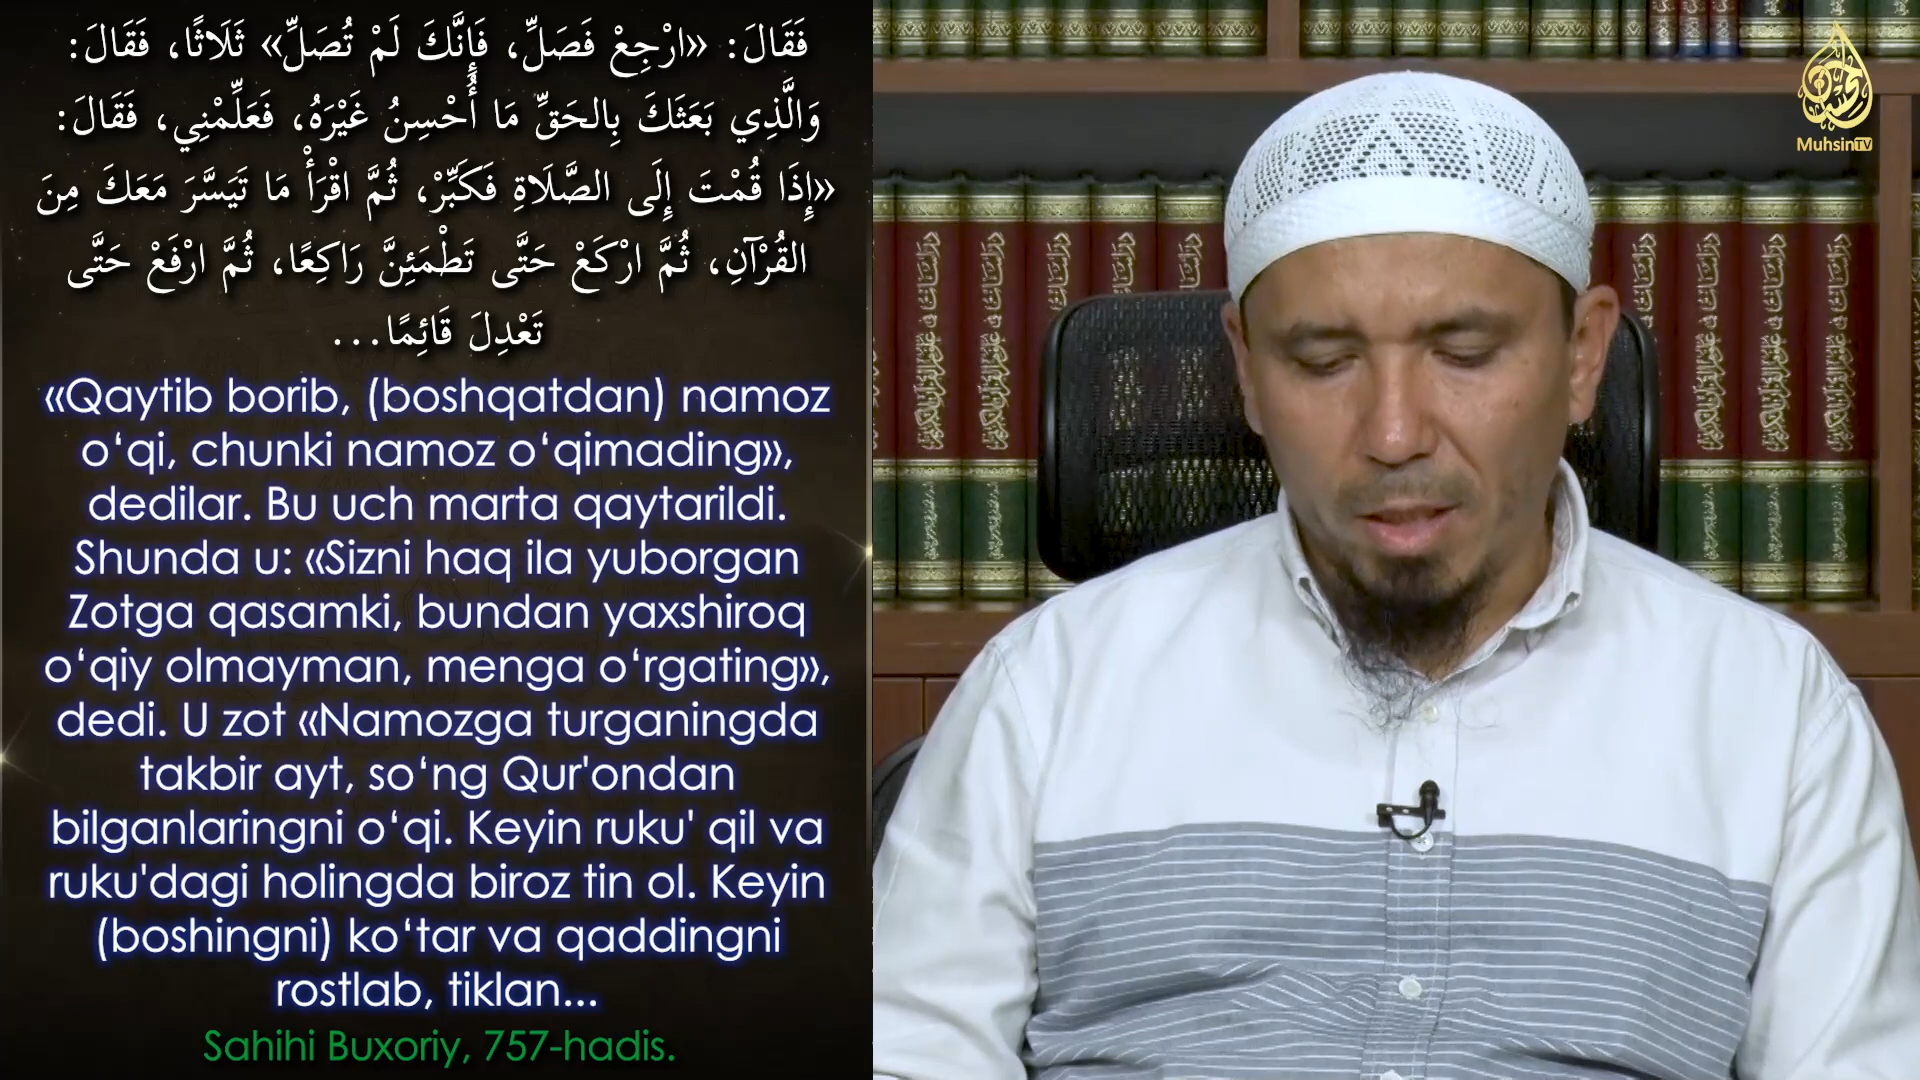 فَقَالَ: «ارْجِعْ فَصَلِّ، فَإِنَّكَ لَمْ تُصَلِّ» ثَلَاثًا، فَقَالَ:
وَالَّذِي بَعَثَكَ بِالحَقِّ مَا أُحْسِنُ غَيْرَهُ، فَعَلِّمْنِي، فَقَالَ:
«إِذَا قُمْتَ إِلَى الصَّلَاةِ فَكَبِّرْ، ثُمَّ اقْرَأْ مَا تَيَسَّرَ مَعَكَ مِنَ
القُرْآنِ، ثُمَّ ارْكَعْ حَتَّى تَطْمَئِنَّ رَاكِعًا، ثُمَّ ارْفَعْ حَتَّى
تَعْدِلَ قَائِمًا...
«Qaytib borib, (boshqatdan) namoz
o‘qi, chunki namoz o‘qimading»,
dedilar. Bu uch marta qaytarildi.
Shunda u: «Sizni haq ila yuborgan
Zotga qasamki, bundan yaxshiroq
o‘qiy olmayman, menga o‘rgating»,
dedi. U zot «Namozga turganingda
takbir ayt, so‘ng Qur'ondan
bilganlaringni o‘qi. Keyin ruku' qil va
ruku'dagi holingda biroz tin ol. Keyin
(boshingni) ko‘tar va qaddingni
rostlab, tiklan...
Sahihi Buxoriy, 757-hadis.
MuhsinTV